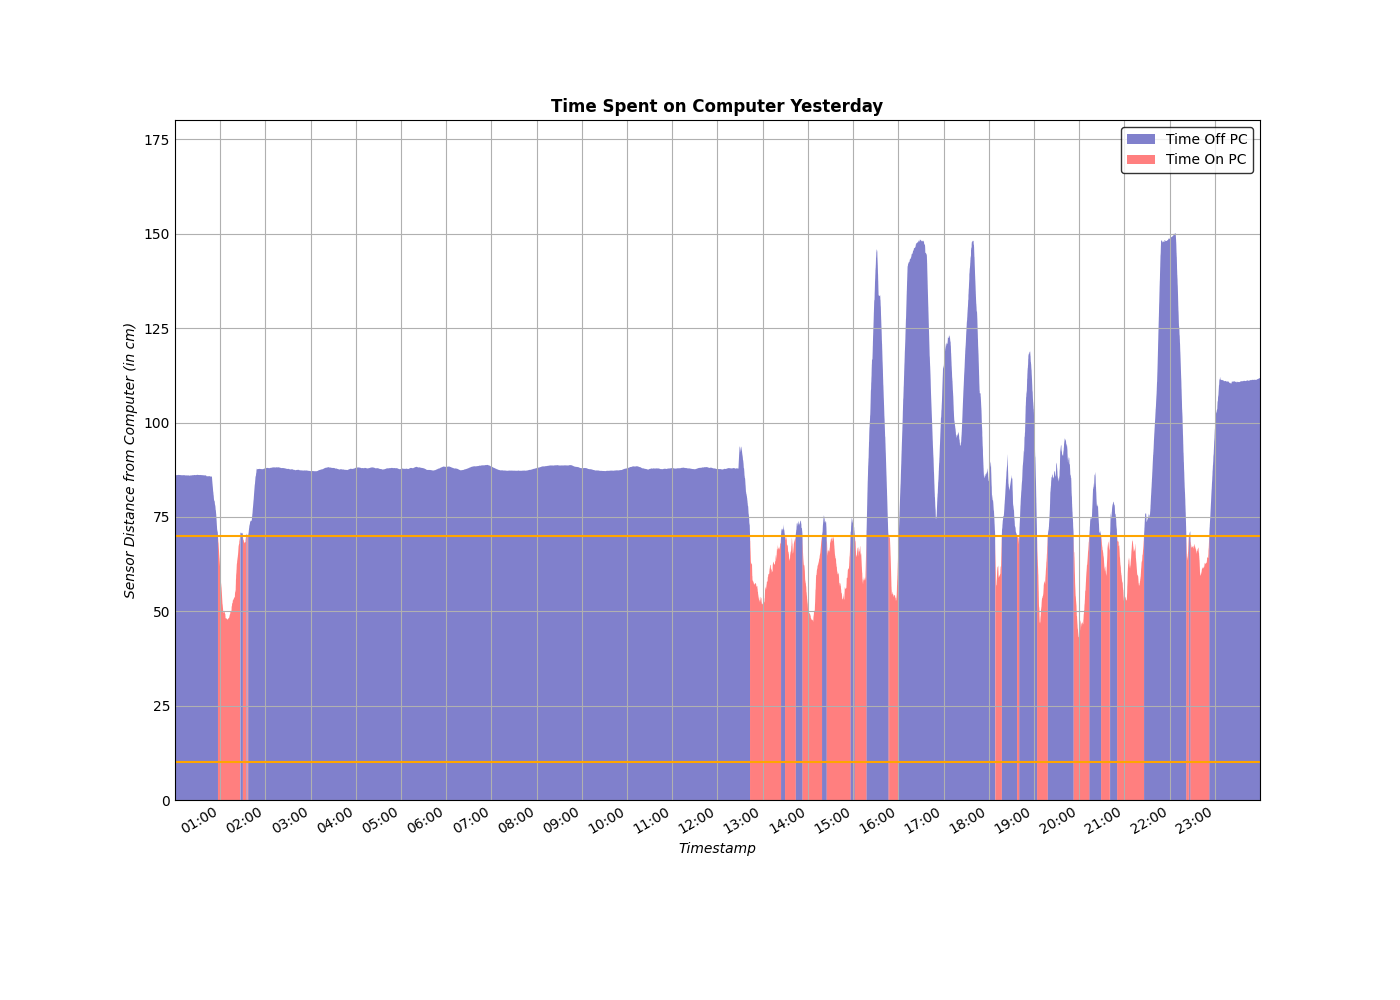 Time Spent on Computer Yesterday
Time Off PC
Time On PC
Sensor Distance from Computer (in cm)
175
150
125
100
75
50
25
0
01:00 02:00 03:00 04:00 05:00 06:00 07:00 08:00 09:00 10:00 11:00 12:00 13:00 14:00 15:00 16:00 17:00 18:00 19:00 20:00 21:00 22:00 23:00
Timestamp